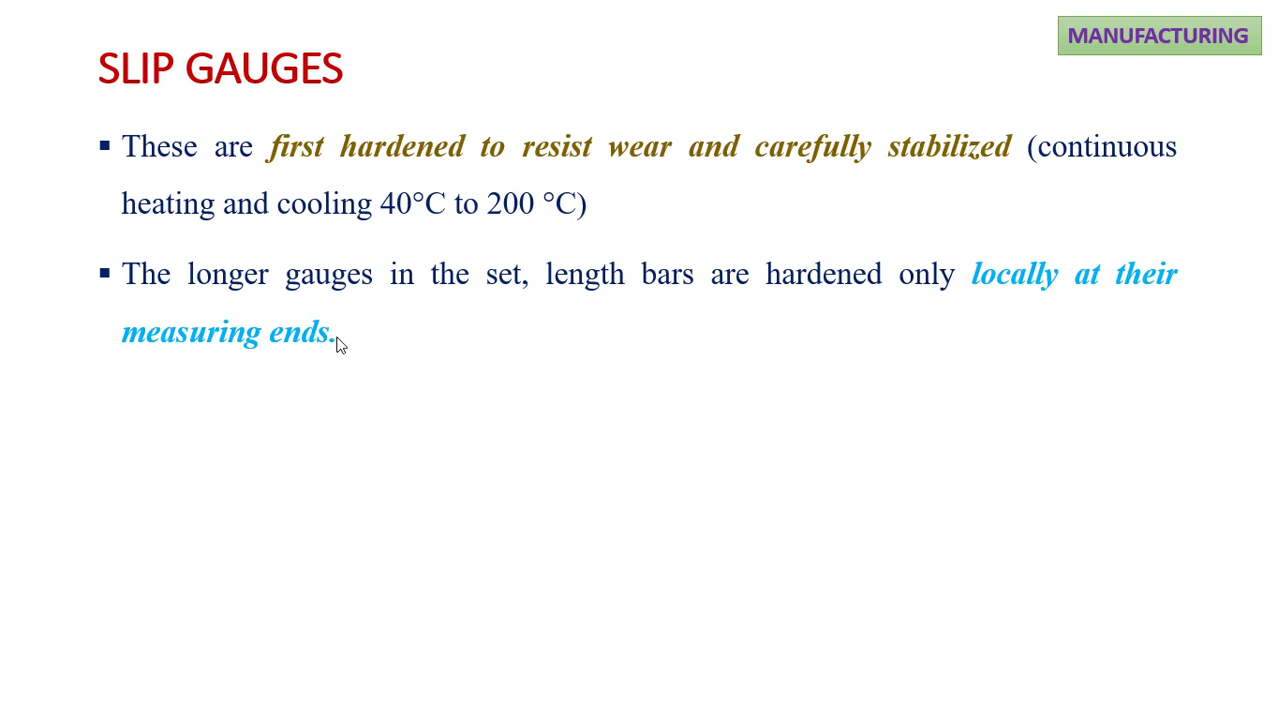 MANUFACTURING
SLIP GAUGES
▪ These are first hardened to resist wear and carefully stabilized (continuous
heating and cooling 40°C to 200 °C)
▪ The longer gauges in the set, length bars are hardened only locally at their
measuring ends.